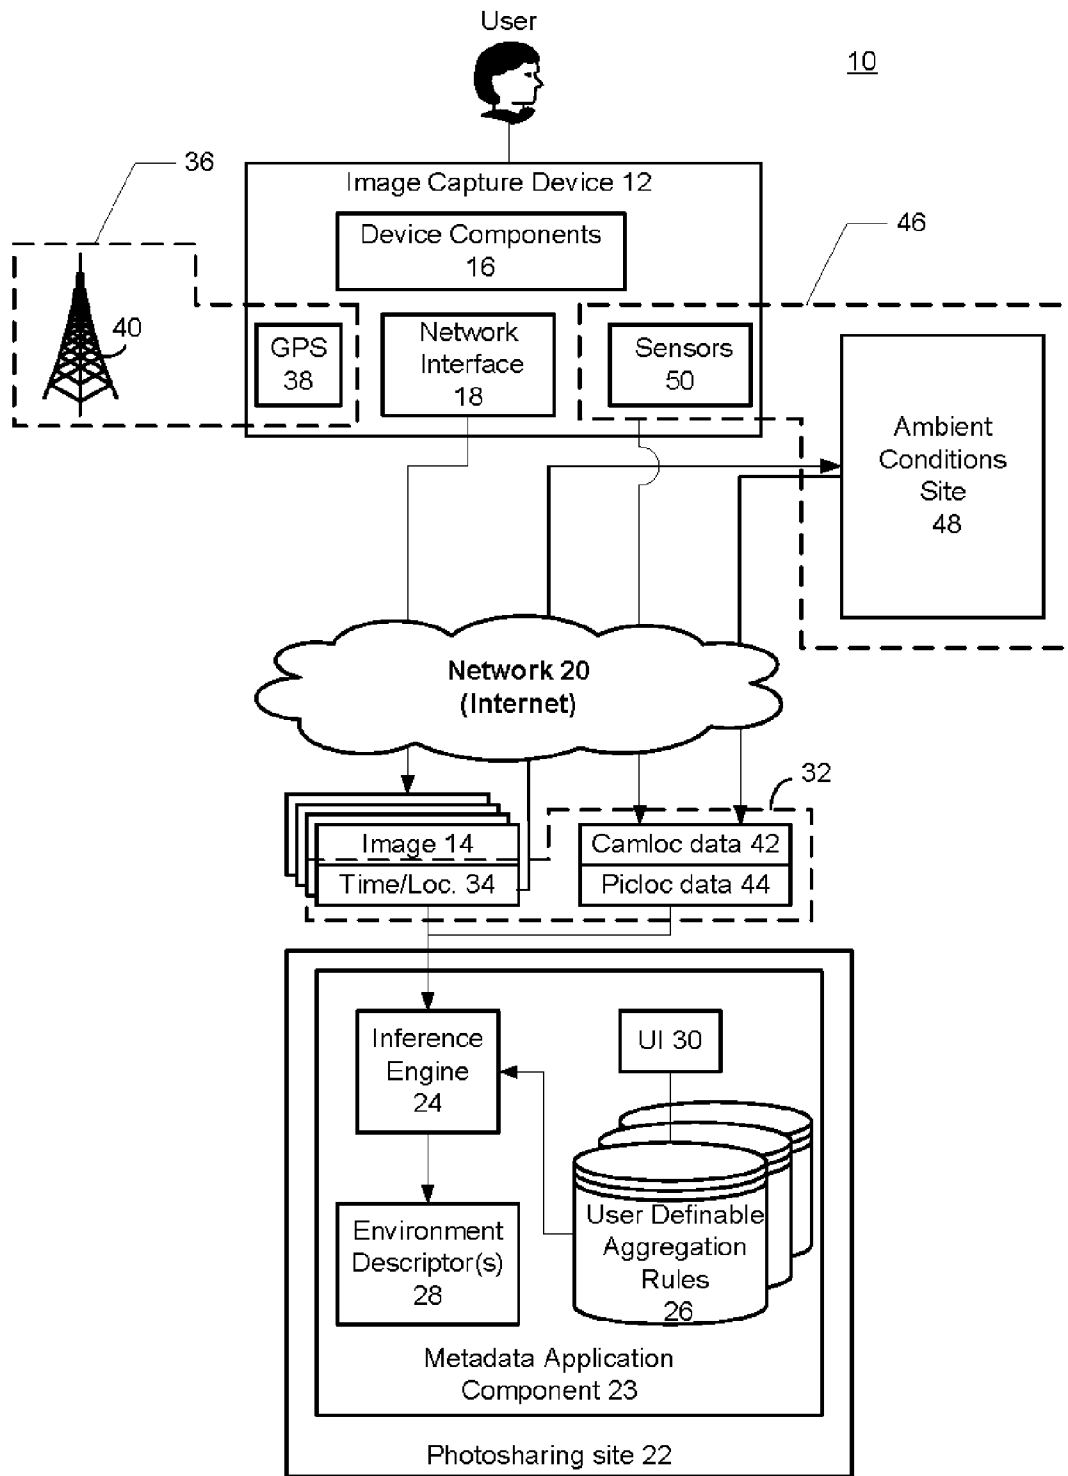 User
10
36
Image Capture Device 12
46
Device Components
16
40
GPS
38
Network
Interface
18
Sensors
50
Ambient
Conditions
Site
48
Network 20
(Internet)
32
Image 14
Time/Loc. 34
Camloc data 42
Picloc data 44
Inference
Engine
24
UI 30
Environment
Descriptor(s)
28
User Definable
Aggregation
Rules
26
Metadada Application
Component 23
Photosharing site 22